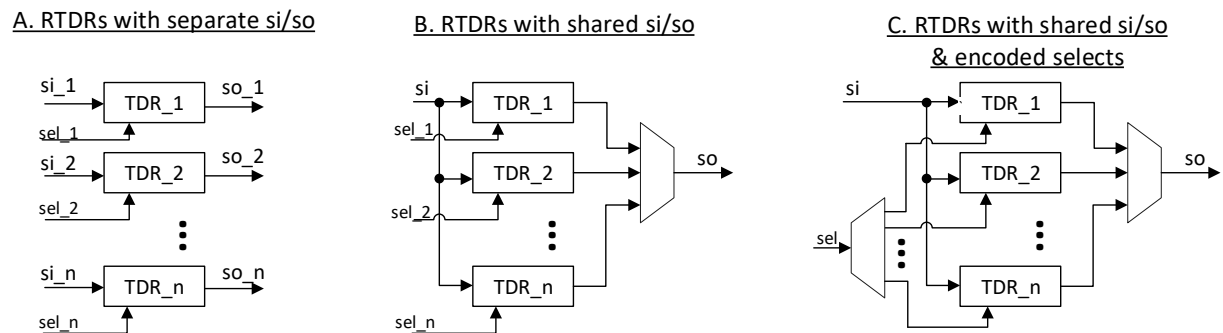 A. RTDRs with separate si/so
si_1
TDR_1
so_1
sel_1
si_2
TDR_2
so_2
sel_2
si_n
TDR_n
so_n
sel_n
B. RTDRs with shared si/so
si
TDR_1
sel_1
TDR_2
so
sel_2
TDR_n
sel_n
C. RTDRs with shared si/so
& encoded selects
si
TDR_1
TDR_2
so
sel
TDR_n